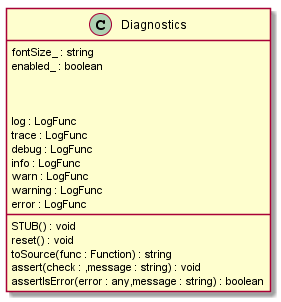 C Diagnostics
fontSize_ : string
enabled_ : boolean
log : LogFunc
trace : LogFunc
debug : LogFunc
info : LogFunc
warn : LogFunc
warning : LogFunc
error : LogFunc
STUB() : void
reset() : void
toSource(func : Function) : string
assert(check : ,message : string) : void
assertIsError(error : any,message : string) : boolean